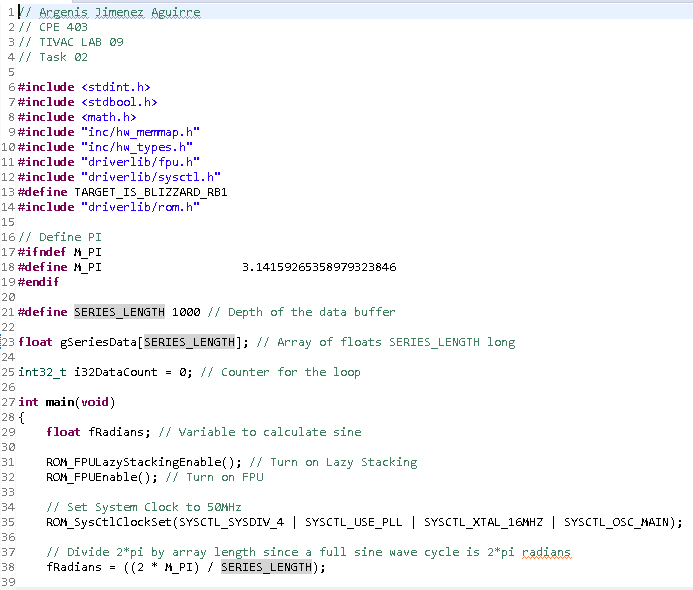 1 // Argenis Jimenez Aguirre
2 // CPE 403
3 // TIVAC LAB 09
4 // Task 02
5
6 #include <stdint.h>
7 #include <stdbool.h>
8 #include <math.h>
9 #include "inc/hw_memmap.h"
10 #include "inc/hw_types.h"
11 #include "driverlib/fpu.h"
12 #include "driverlib/sysctl.h"
13 #define TARGET_IS_BLIZZARD_RB1
14 #include "driverlib/rom.h"
15
16 // Define PI
17 #ifndef M_PI
18 #define M_PI                    3.14159265358979323846
19 #endif
20
21 #define SERIES_LENGTH 1000 // Depth of the data buffer
22
23 float gSeriesData[SERIES_LENGTH]; // Array of floats SERIES_LENGTH long
24
25 int32_t i32DataCount = 0; // Counter for the loop
26
27 int main(void)
28 {
29     float fRadians; // Variable to calculate sine
30
31     ROM_FPULazyStackingEnable(); // Turn on Lazy Stacking
32     ROM_FPUEnable(); // Turn on FPU
33
34     // Set System Clock to 50MHz
35     ROM_SysCtlClockSet(SYSCTL_SYSDIV_4 | SYSCTL_USE_PLL | SYSCTL_XTAL_16MHZ | SYSCTL_OSC_MAIN);
36
37     // Divide 2*pi by array length since a full sine wave cycle is 2*pi radians
38     fRadians = ((2 * M_PI) / SERIES_LENGTH);
39